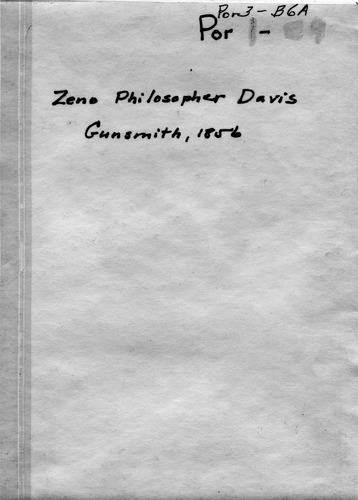 Por3-B6A
Por 1-
Zeno Philosopher Davis
Gunsmith, 1856